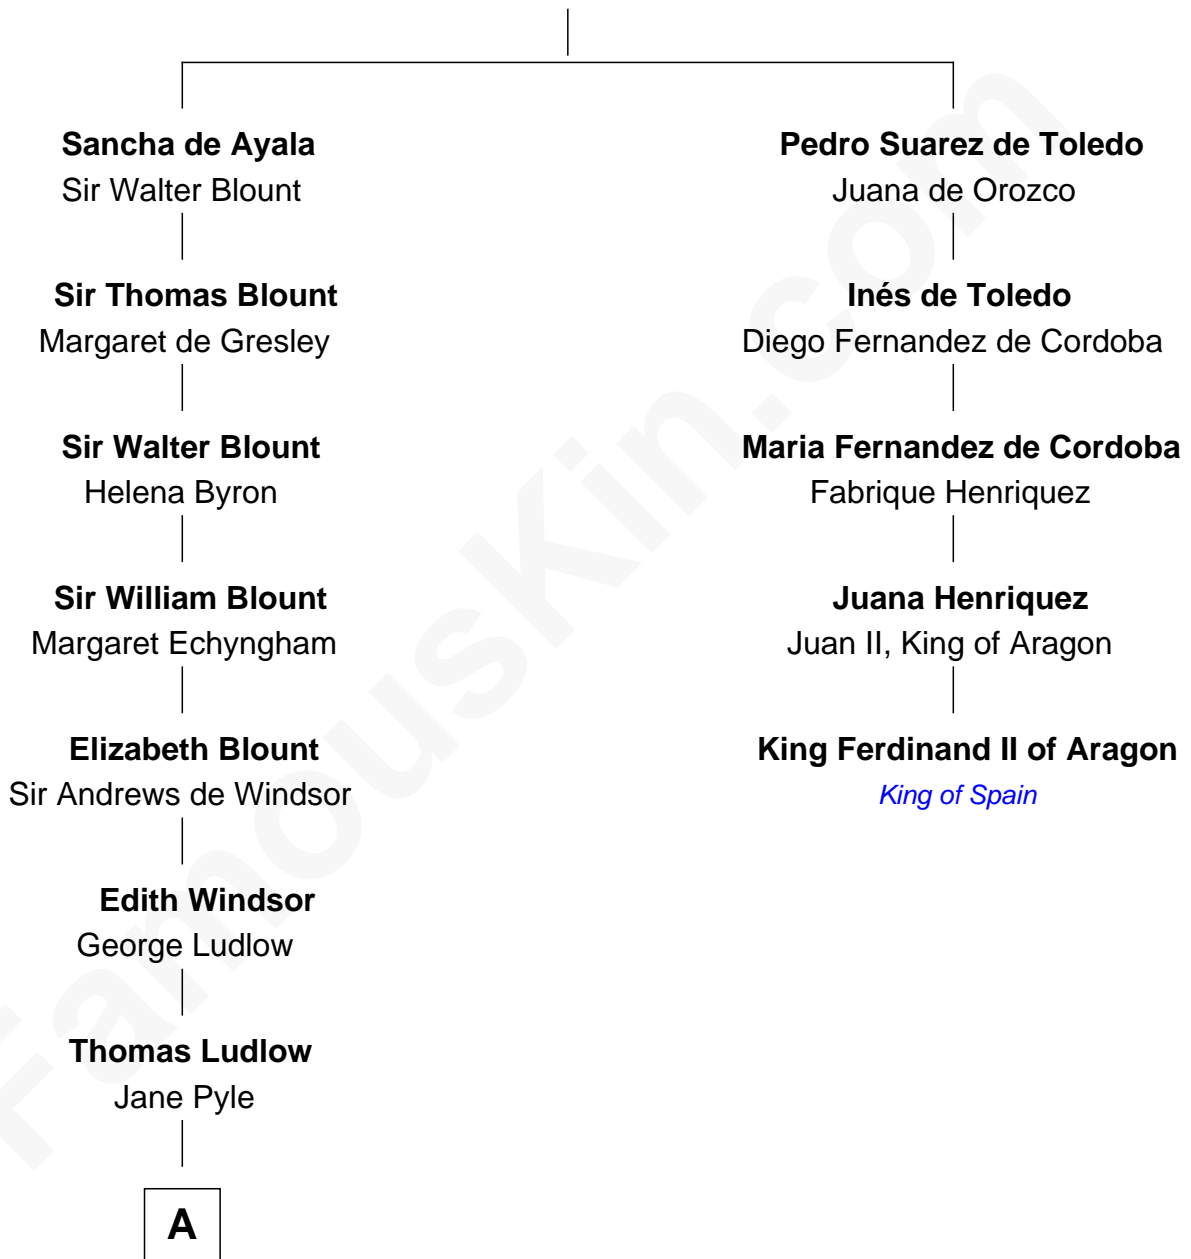 Sancha de Ayala
Sir Walter Blount
Sir Thomas Blount
Margaret de Gresley
Sir Walter Blount
Helena Byron
Sir William Blount
Margaret Echyngham
Elizabeth Blount
Sir Andrews de Windsor
Edith Windsor
George Ludlow
Thomas Ludlow
Jane Pyle
A
Pedro Suarez de Toledo
Juana de Orozco
Inés de Toledo
Diego Fernandez de Cordoba
Maria Fernandez de Cordoba
Fabrique Henriquez
Juana Henriquez
Juan II, King of Aragon
King Ferdinand II of Aragon
King of Spain
FamousKin.com